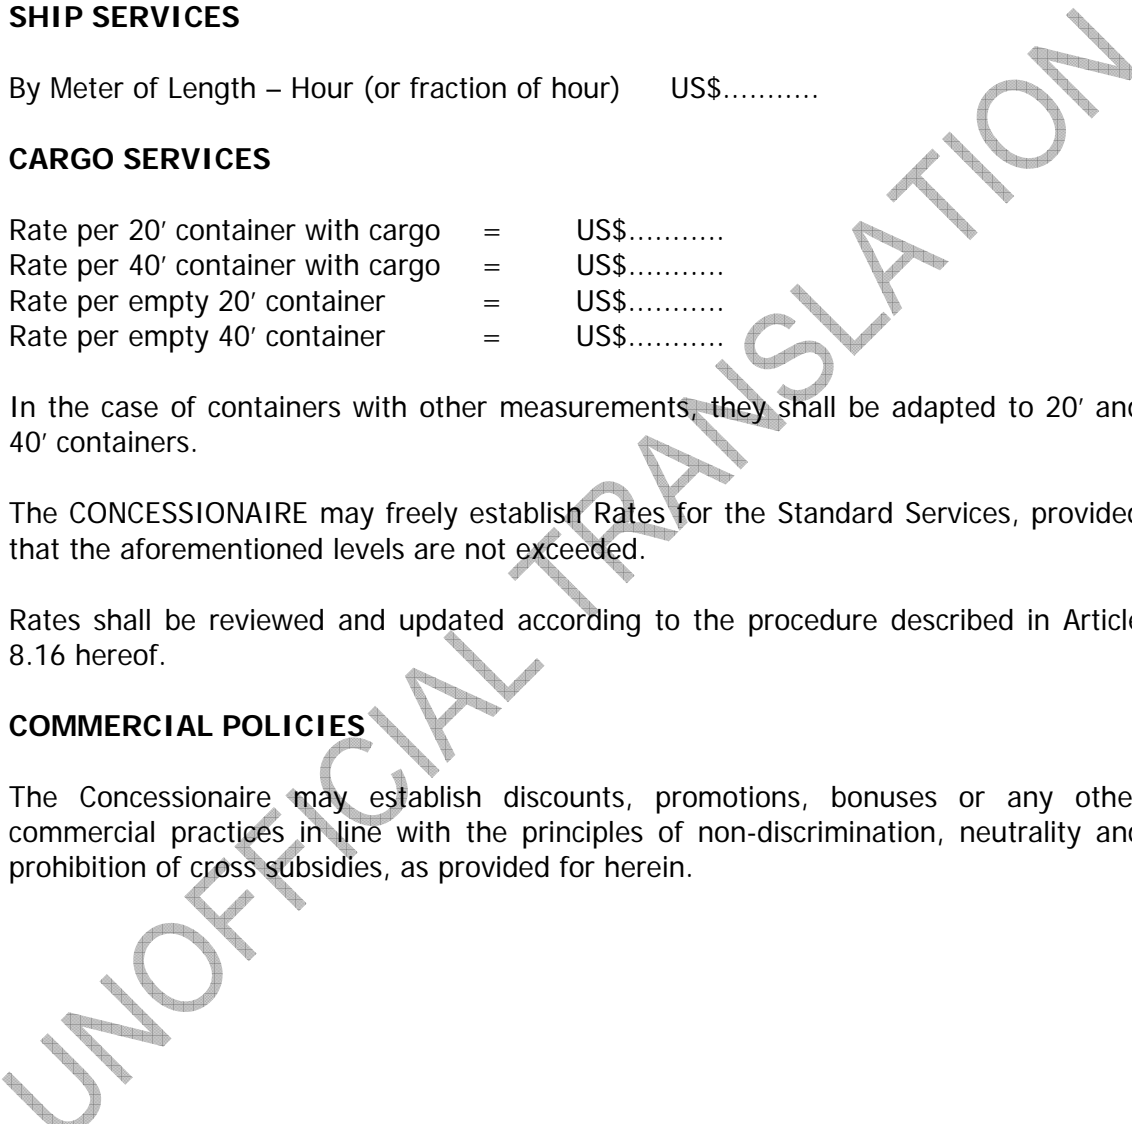 SHIP SERVICES
By Meter of Length – Hour (or fraction of hour) US$...........
CARGO SERVICES
Rate per 20’ container with cargo = US$...........
Rate per 40’ container with cargo = US$...........
Rate per empty 20’ container = US$...........
Rate per empty 40’ container = US$...........
In the case of containers with other measurements, they shall be adapted to 20’ and
40’ containers.
The CONCESSIONAIRE may freely establish Rates for the Standard Services, provided
that the aforementioned levels are not exceeded.
Rates shall be reviewed and updated according to the procedure described in Article
8.16 hereof.
COMMERCIAL POLICIES
The Concessionaire may establish discounts, promotions, bonuses or any other
commercial practices in line with the principles of non-discrimination, neutrality and
prohibition of cross subsidies, as provided for herein.
UNOFFICIAL TRANSLATION